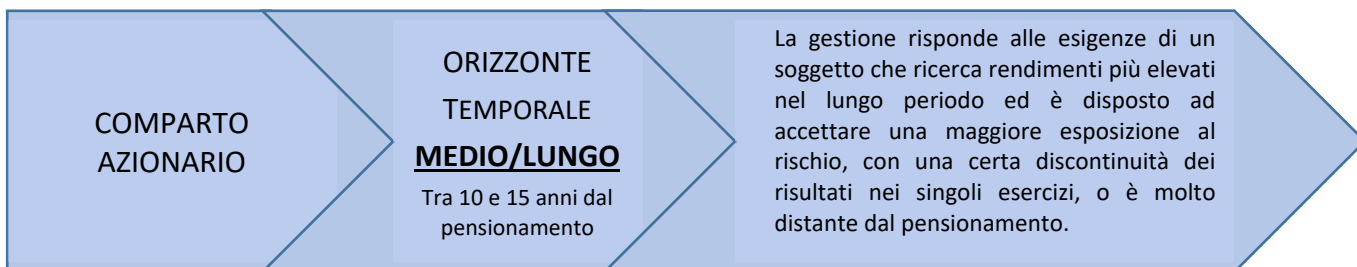 COMPARTO
AZIONARIO
ORIZZONTE
TEMPORALE
MEDIO/LUNGO
Tra 10 e 15 anni dal
pensionamento
La gestione risponde alle esigenze di un
soggetto che ricerca rendimenti più elevati
nel lungo periodo ed è disposto ad
accettare una maggiore esposizione al
rischio, con una certa discontinuità dei
risultati nei singoli esercizi, o è molto
distante dal pensionamento.